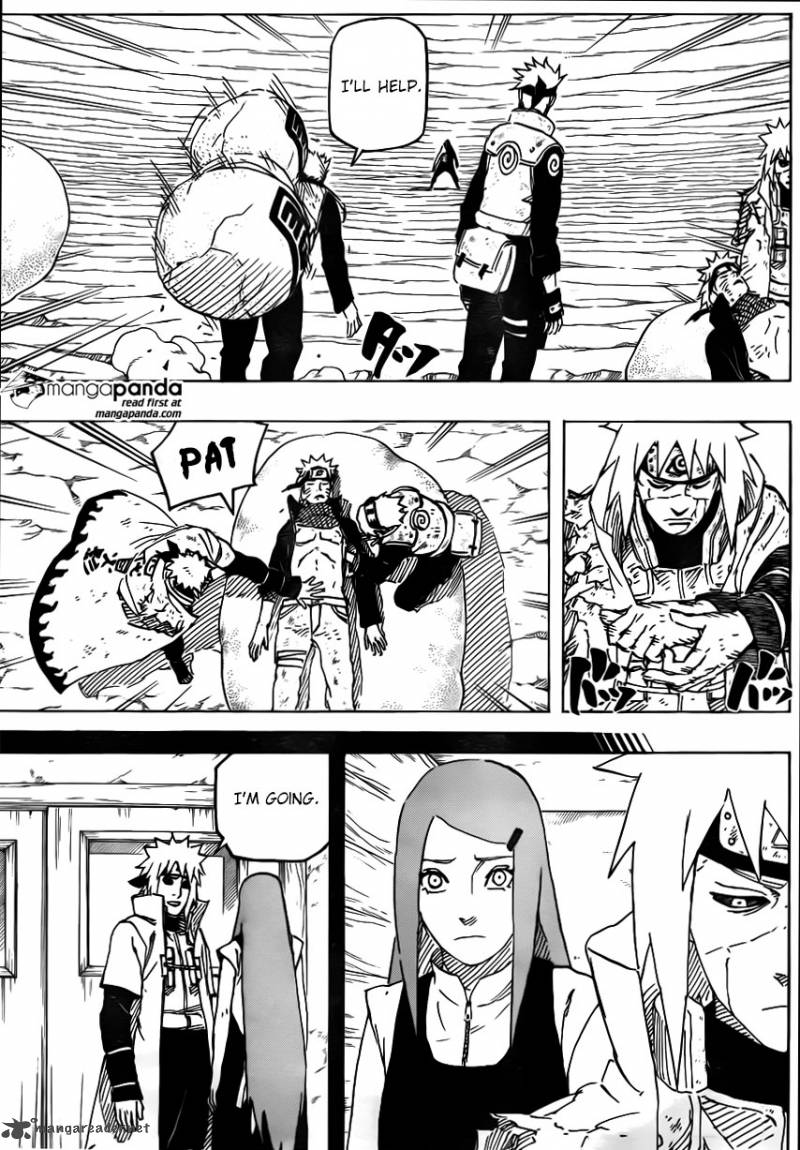 I'LL HELP.
mangapanda
read first at
mangapanda.com
PAT
I'M GOING.
mangareader.net